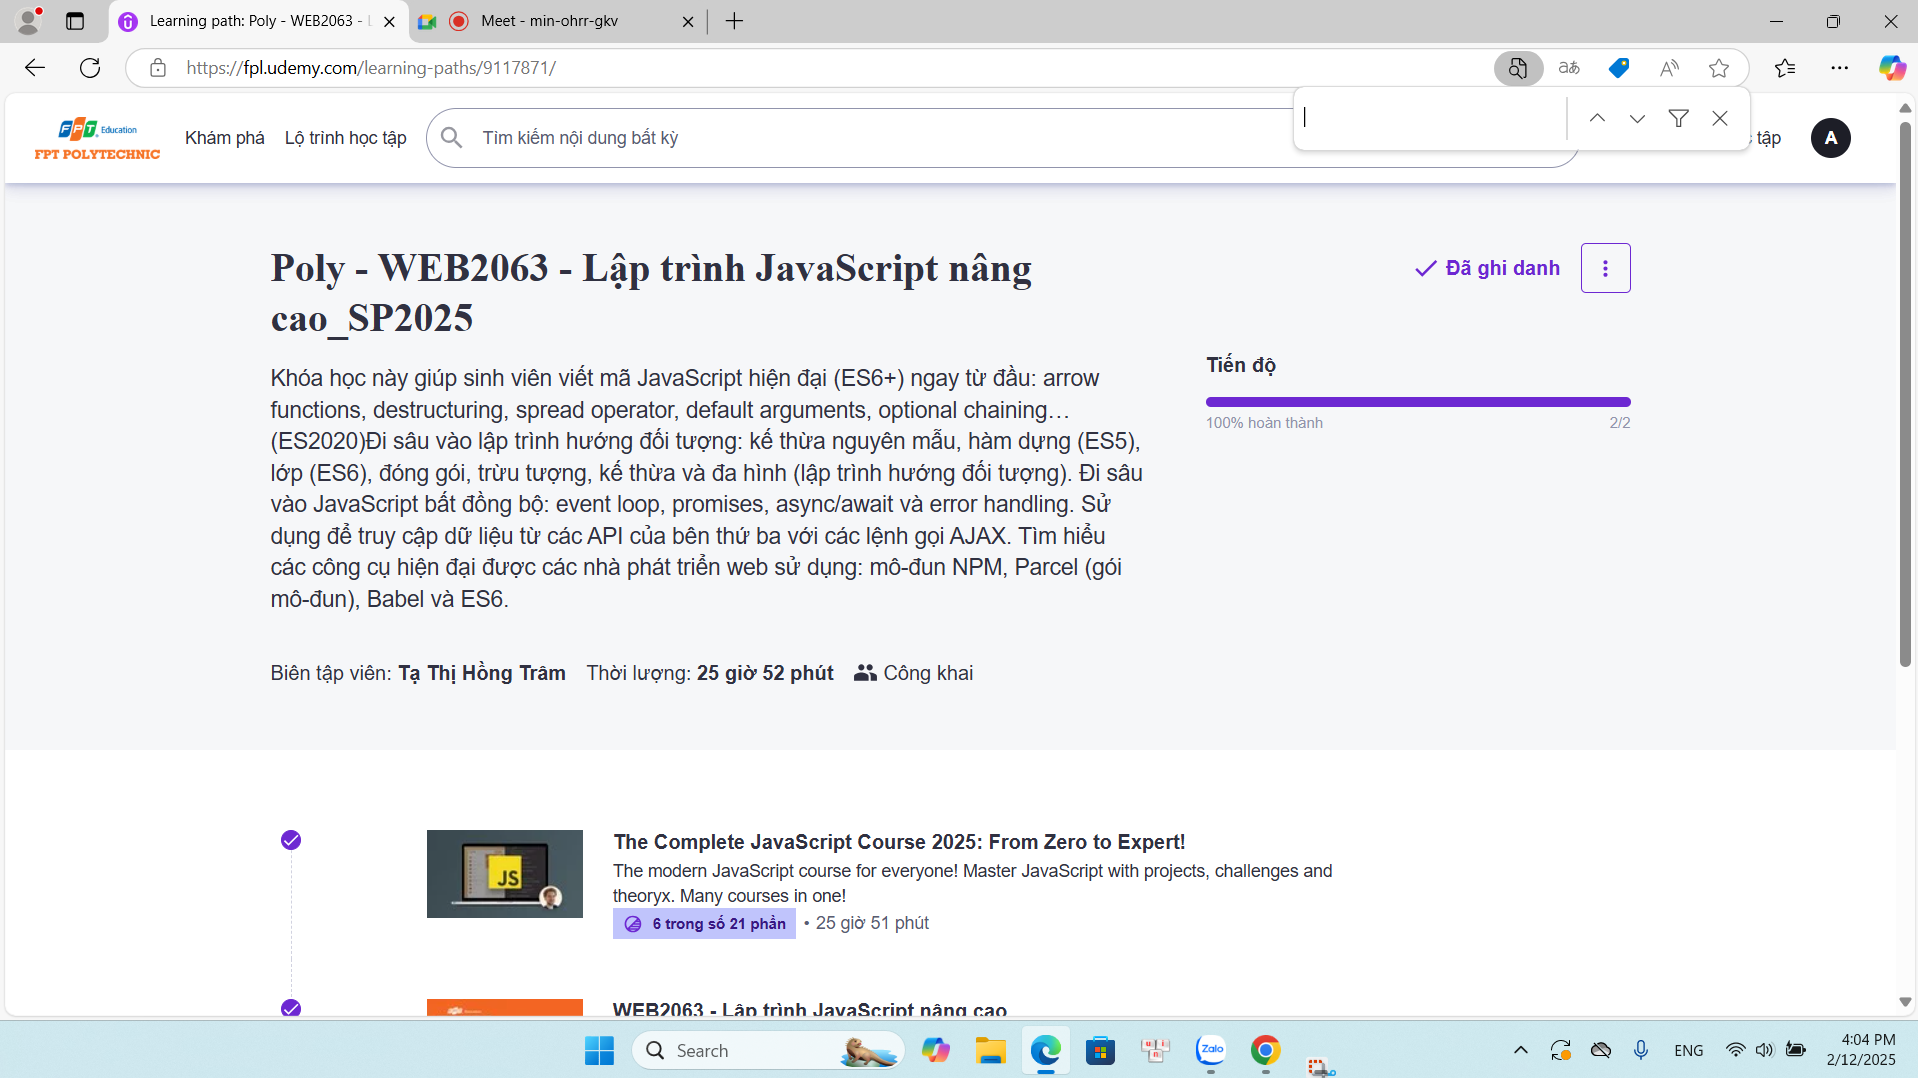 Learning path: Poly - WEB2063 - L
Meet - min-ohrr-gkv
https://fpl.udemy.com/learning-paths/9117871/
FPT Education
FPT POLYTECHNIC
Khám phá
Lộ trình học tập
Tìm kiếm nội dung bất kỳ
tập
A
Poly - WEB2063 - Lập trình JavaScript nâng
cao_SP2025
Đã ghi danh
Khóa học này giúp sinh viên viết mã JavaScript hiện đại (ES6+) ngay từ đầu: arrow
functions, destructuring, spread operator, default arguments, optional chaining…
(ES2020)Đi sâu vào lập trình hướng đối tượng: kế thừa nguyên mẫu, hàm dựng (ES5),
lớp (ES6), đóng gói, trừu tượng, kế thừa và đa hình (lập trình hướng đối tượng). Đi sâu
vào JavaScript bất đồng bộ: event loop, promises, async/await và error handling. Sử
dụng để truy cập dữ liệu từ các API của bên thứ ba với các lệnh gọi AJAX. Tìm hiểu
các công cụ hiện đại được các nhà phát triển web sử dụng: mô-đun NPM, Parcel (gói
mô-đun), Babel và ES6.
Tiến độ
100% hoàn thành 2/2
Biên tập viên: Tạ Thị Hồng Trâm Thời lượng: 25 giờ 52 phút Công khai
JS
The Complete JavaScript Course 2025: From Zero to Expert!
The modern JavaScript course for everyone! Master JavaScript with projects, challenges and
theoryx. Many courses in one!
6 trong số 21 phần • 25 giờ 51 phút
WEB2063 - Lập trình JavaScript nâng cao
Search
Zalo
ENG
4:04 PM
2/12/2025